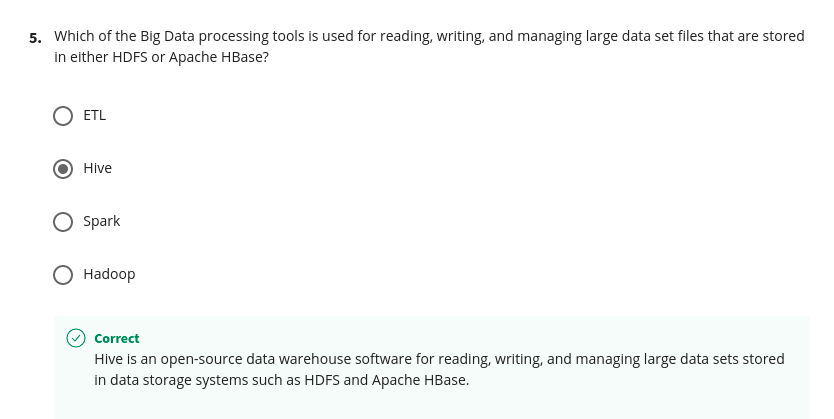 5. Which of the Big Data processing tools is used for reading, writing, and managing large data set files that are stored
in either HDFS or Apache HBase?
ETL
Hive
Spark
Hadoop
Correct
Hive is an open-source data warehouse software for reading, writing, and managing large data sets stored
in data storage systems such as HDFS and Apache HBase.